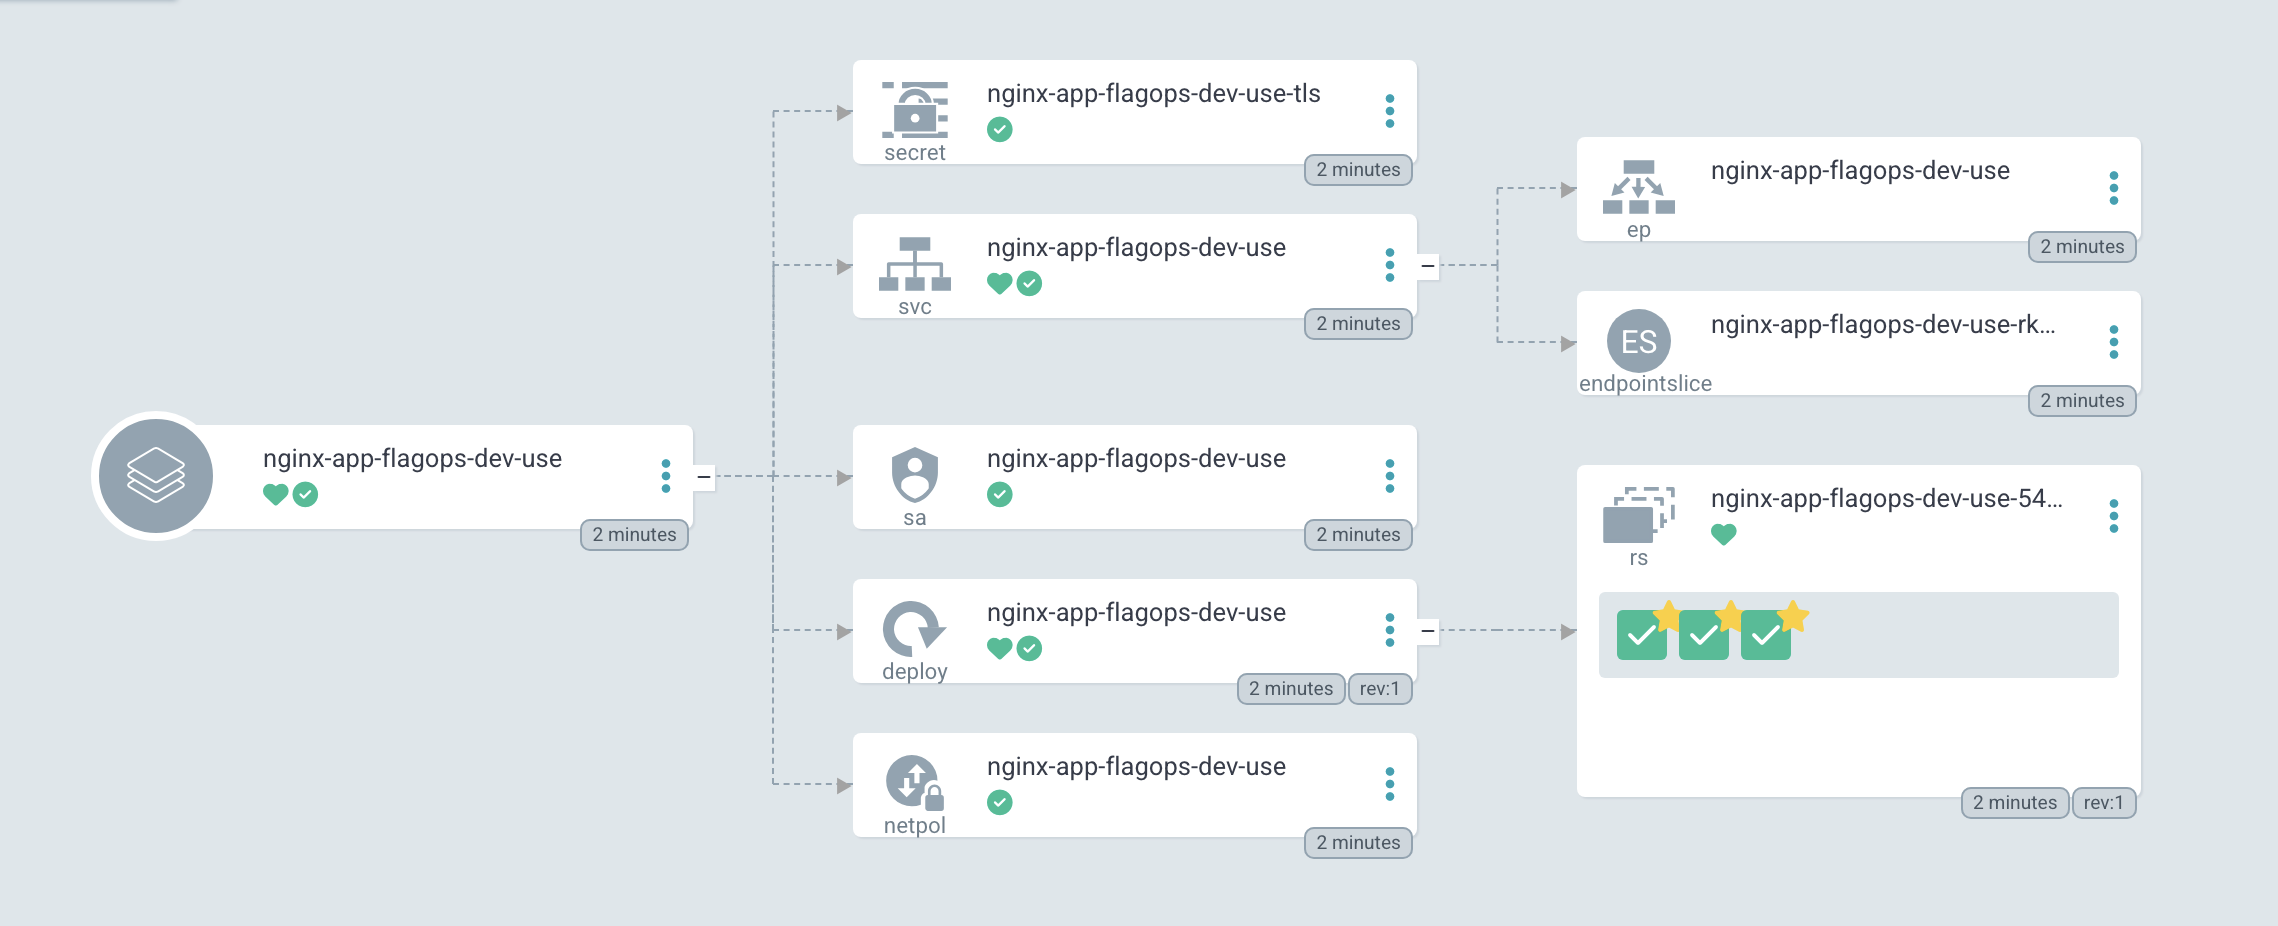 nginx-app-flagops-dev-use
2 minutes
nginx-app-flagops-dev-use-tls
secret
2 minutes
nginx-app-flagops-dev-use
svc
2 minutes
nginx-app-flagops-dev-use
sa
2 minutes
nginx-app-flagops-dev-use
deploy
2 minutes
rev:1
nginx-app-flagops-dev-use
netpol
2 minutes
nginx-app-flagops-dev-use
ep
2 minutes
ES
nginx-app-flagops-dev-use-rk...
endpointslice
2 minutes
nginx-app-flagops-dev-use-54...
rs
2 minutes
rev:1